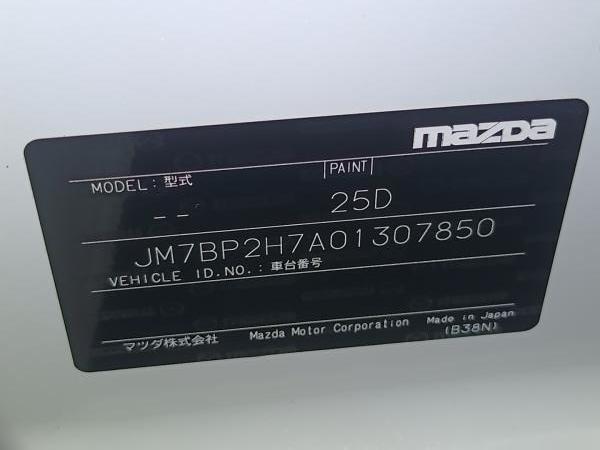 mazda
MODEL: 型式 PAINT
-- 25D
JM7BP2H7A01307850
VEHICLE ID.NO.: 車台番号
マツダ株式会社 Mazda Motor Corporation Made in Japan
(B38N)